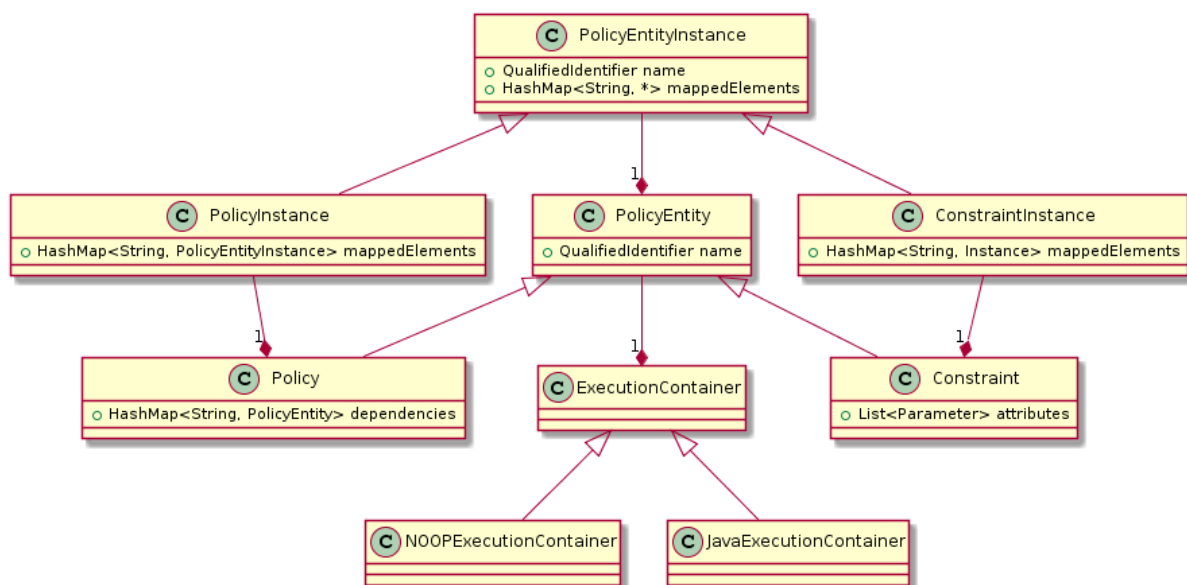 C PolicyEntityInstance
QualifiedIdentifier name
HashMap<String, *> mappedElements
1
C PolicyInstance
HashMap<String, PolicyEntityInstance> mappedElements
C PolicyEntity
QualifiedIdentifier name
C ConstraintInstance
HashMap<String, Instance> mappedElements
1
1
1
C Policy
HashMap<String, PolicyEntity> dependencies
C ExecutionContainer
C Constraint
List<Parameter> attributes
C NOOPExecutionContainer
C JavaExecutionContainer